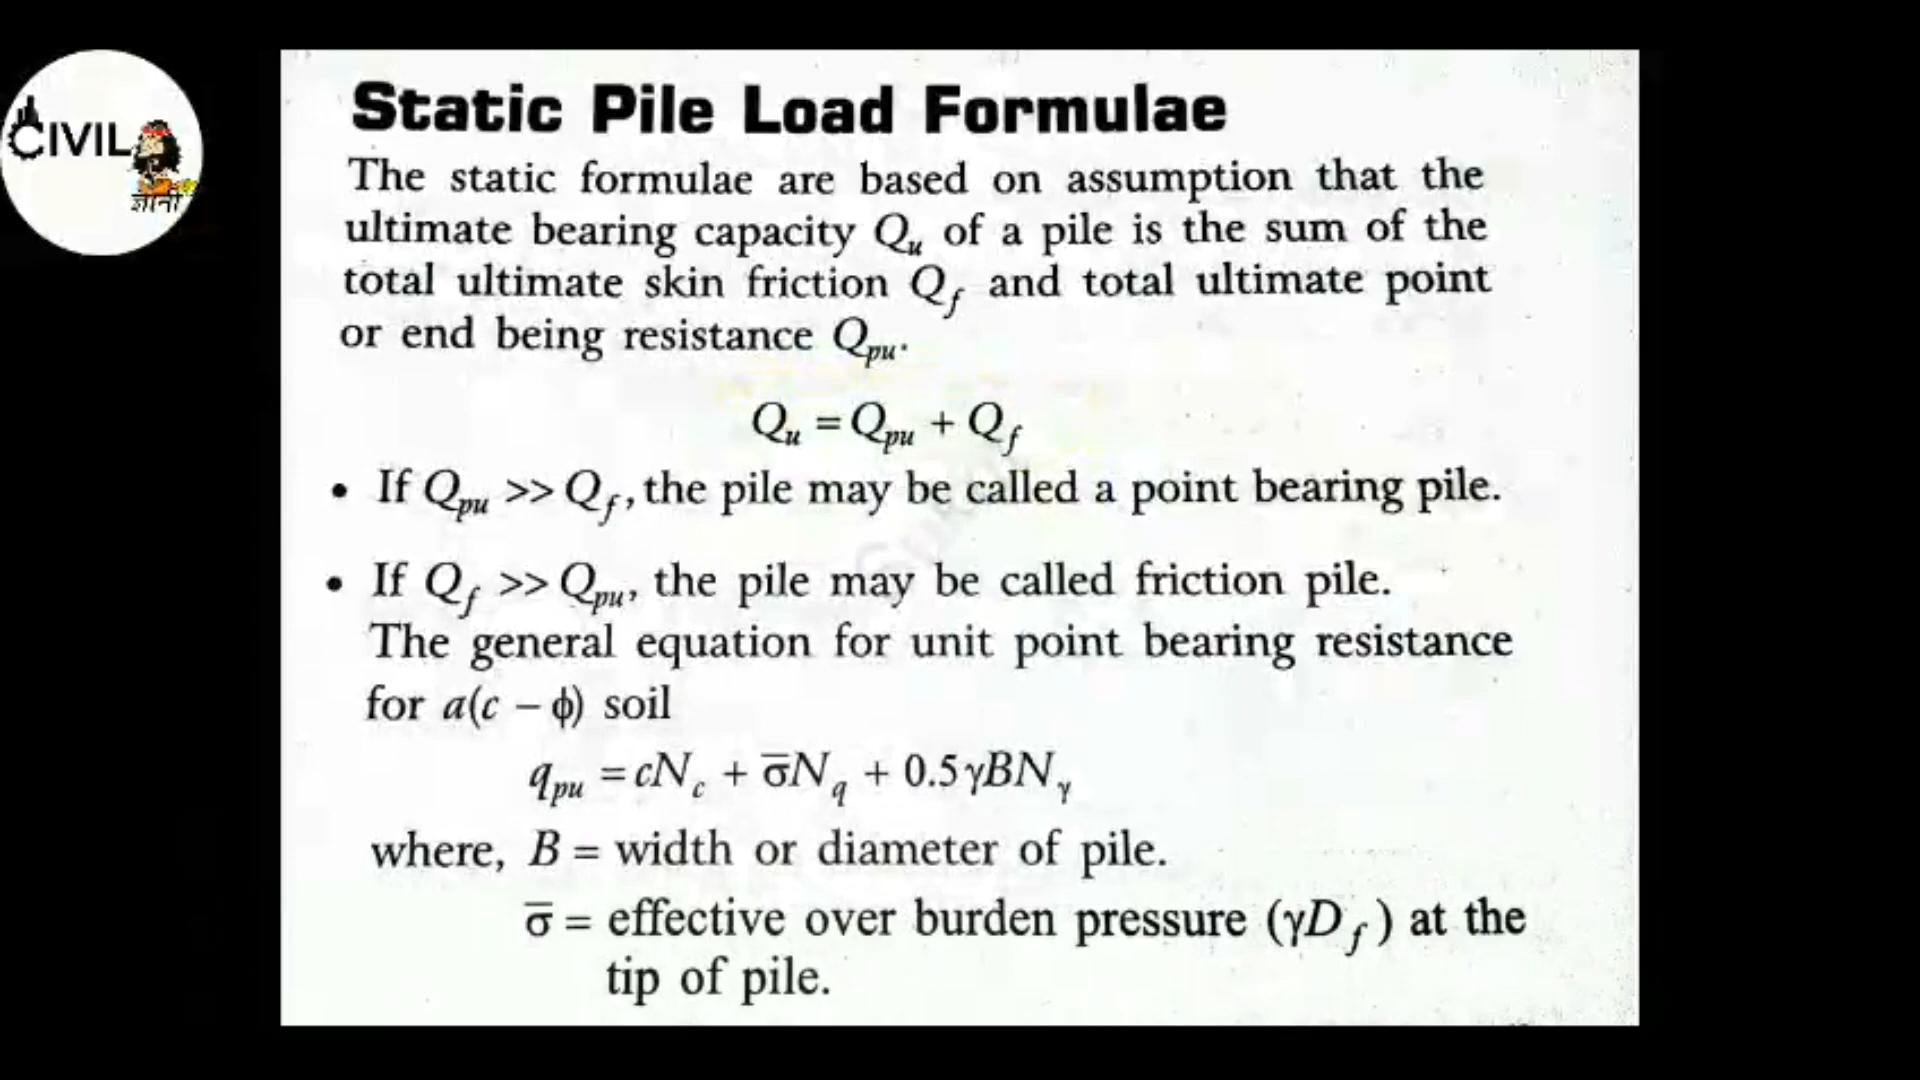 CIVIL
ज्ञानी
Static Pile Load Formulae
The static formulae are based on assumption that the
ultimate bearing capacity Qu of a pile is the sum of the
total ultimate skin friction Qf and total ultimate point
or end being resistance Qpu.
Qu = Qpu + Qf
• If Qpu >> Qf, the pile may be called a point bearing pile.
• If Qf >> Qpu, the pile may be called friction pile.
The general equation for unit point bearing resistance
for a(c – ϕ) soil
qpu = cNc + σ̅Nq + 0.5γBNγ
where, B = width or diameter of pile.
σ̅ = effective over burden pressure (γDf) at the
tip of pile.